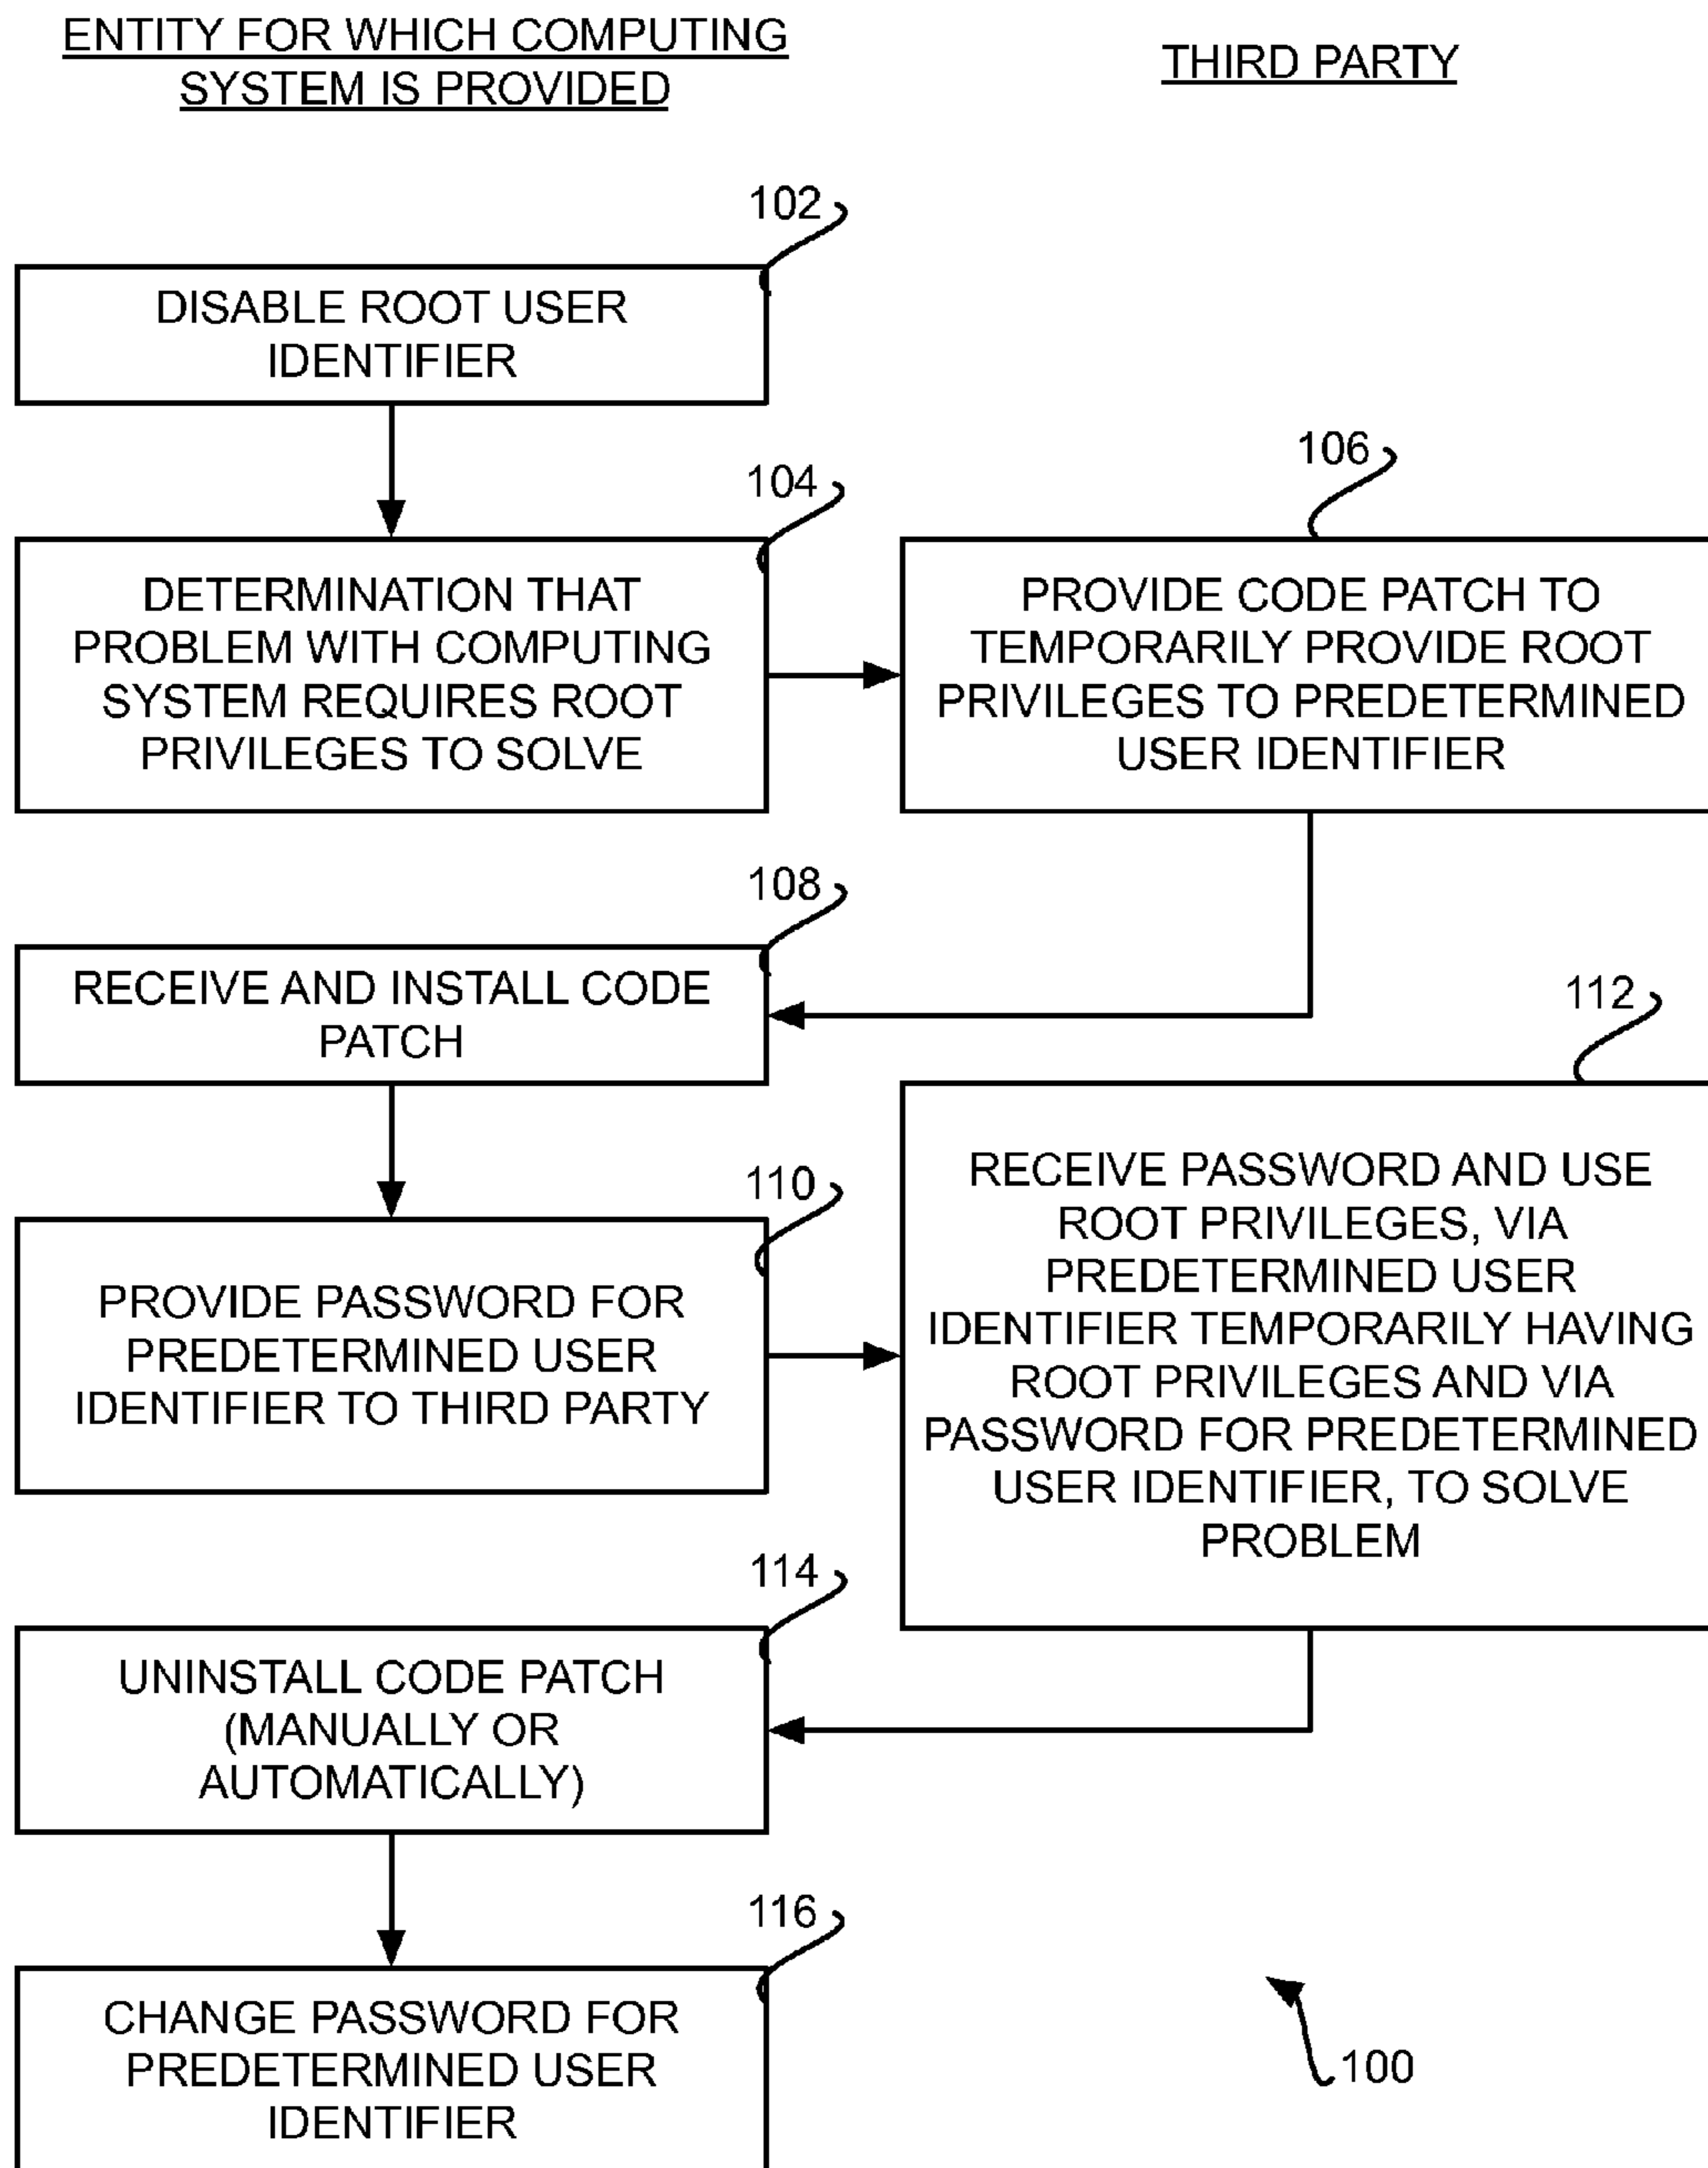 ENTITY FOR WHICH COMPUTING
SYSTEM IS PROVIDED
THIRD PARTY
102
DISABLE ROOT USER
IDENTIFIER
104
DETERMINATION THAT
PROBLEM WITH COMPUTING
SYSTEM REQUIRES ROOT
PRIVILEGES TO SOLVE
106
PROVIDE CODE PATCH TO
TEMPORARILY PROVIDE ROOT
PRIVILEGES TO PREDETERMINED
USER IDENTIFIER
108
RECEIVE AND INSTALL CODE
PATCH
110
PROVIDE PASSWORD FOR
PREDETERMINED USER
IDENTIFIER TO THIRD PARTY
112
RECEIVE PASSWORD AND USE
ROOT PRIVILEGES, VIA
PREDETERMINED USER
IDENTIFIER TEMPORARILY HAVING
ROOT PRIVILEGES AND VIA
PASSWORD FOR PREDETERMINED
USER IDENTIFIER, TO SOLVE
PROBLEM
114
UNINSTALL CODE PATCH
(MANUALLY OR
AUTOMATICALLY)
116
CHANGE PASSWORD FOR
PREDETERMINED USER
IDENTIFIER
100